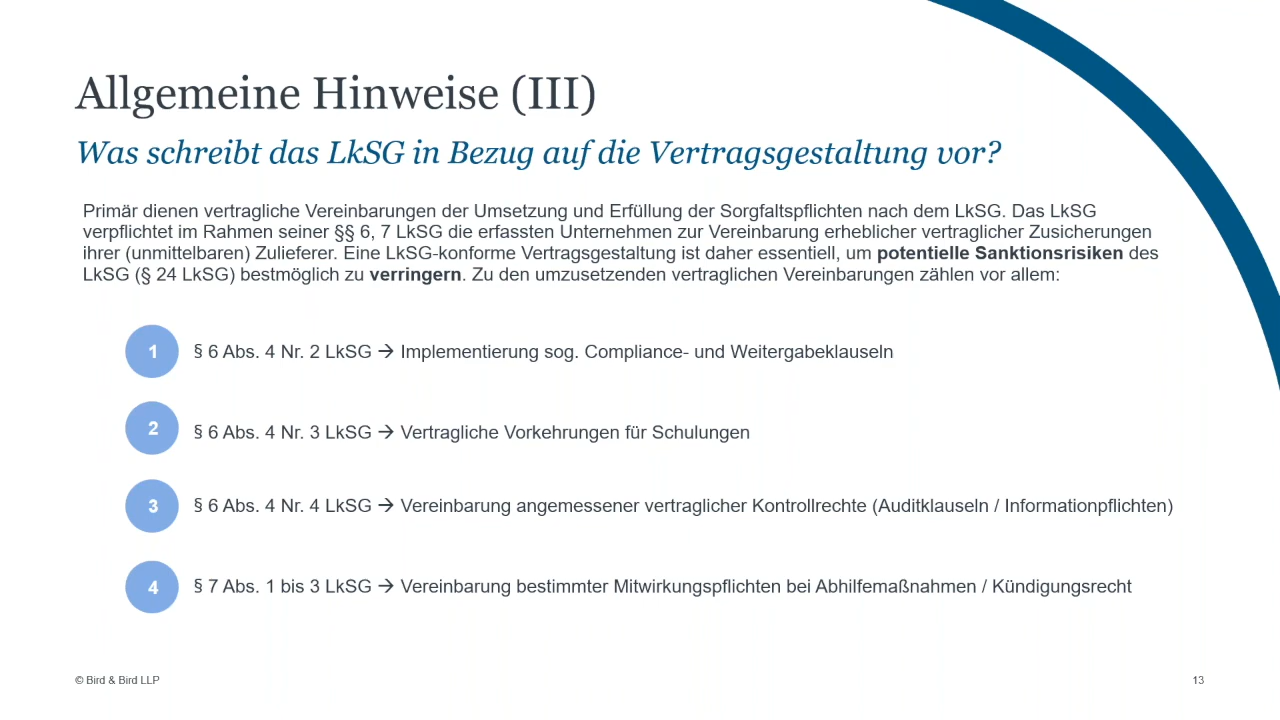 Allgemeine Hinweise (III)
Was schreibt das LkSG in Bezug auf die Vertragsgestaltung vor?
Primär dienen vertragliche Vereinbarungen der Umsetzung und Erfüllung der Sorgfaltspflichten nach dem LkSG. Das LkSG
verpflichtet im Rahmen seiner §§ 6, 7 LkSG die erfassten Unternehmen zur Vereinbarung erheblicher vertraglicher Zusicherungen
ihrer (unmittelbaren) Zulieferer. Eine LkSG-konforme Vertragsgestaltung ist daher essentiell, um potentielle Sanktionsrisiken des
LkSG (§ 24 LkSG) bestmöglich zu verringern. Zu den umzusetzenden vertraglichen Vereinbarungen zählen vor allem:
1 § 6 Abs. 4 Nr. 2 LkSG → Implementierung sog. Compliance- und Weitergabeklauseln
2 § 6 Abs. 4 Nr. 3 LkSG → Vertragliche Vorkehrungen für Schulungen
3 § 6 Abs. 4 Nr. 4 LkSG → Vereinbarung angemessener vertraglicher Kontrollrechte (Auditklauseln / Informationpflichten)
4 § 7 Abs. 1 bis 3 LkSG → Vereinbarung bestimmter Mitwirkungspflichten bei Abhilfemaßnahmen / Kündigungsrecht
© Bird & Bird LLP
13